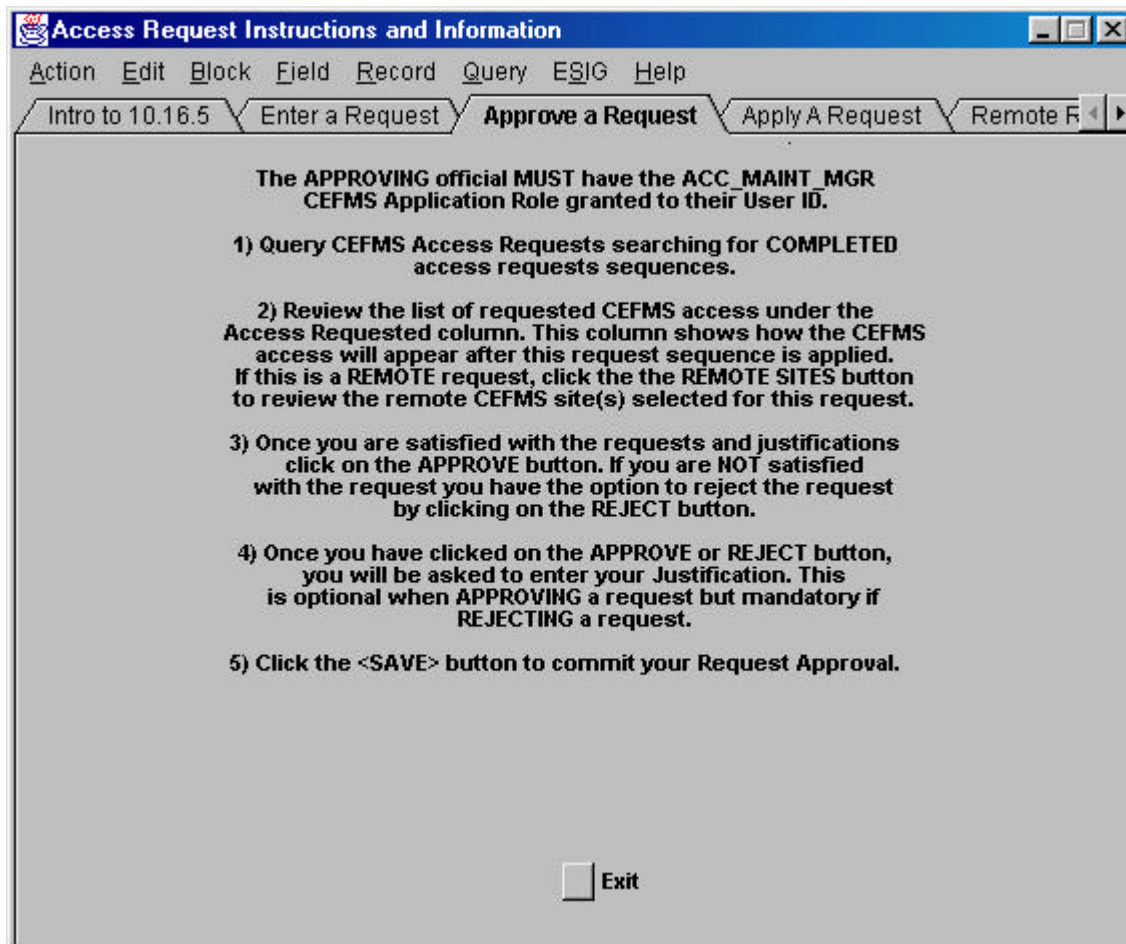 Access Request Instructions and Information
Action Edit Block Field Record Query ESIG Help
Intro to 10.16.5 Enter a Request Approve a Request Apply A Request Remote R
The APPROVING official MUST have the ACC_MAINT_MGR
CEFMS Application Role granted to their User ID.
1) Query CEFMS Access Requests searching for COMPLETED
access requests sequences.
2) Review the list of requested CEFMS access under the
Access Requested column. This column shows how the CEFMS
access will appear after this request sequence is applied.
If this is a REMOTE request, click the the REMOTE SITES button
to review the remote CEFMS site(s) selected for this request.
3) Once you are satisfied with the requests and justifications
click on the APPROVE button. If you are NOT satisfied
with the request you have the option to reject the request
by clicking on the REJECT button.
4) Once you have clicked on the APPROVE or REJECT button,
you will be asked to enter your Justification. This
is optional when APPROVING a request but mandatory if
REJECTING a request.
5) Click the <SAVE> button to commit your Request Approval.
Exit